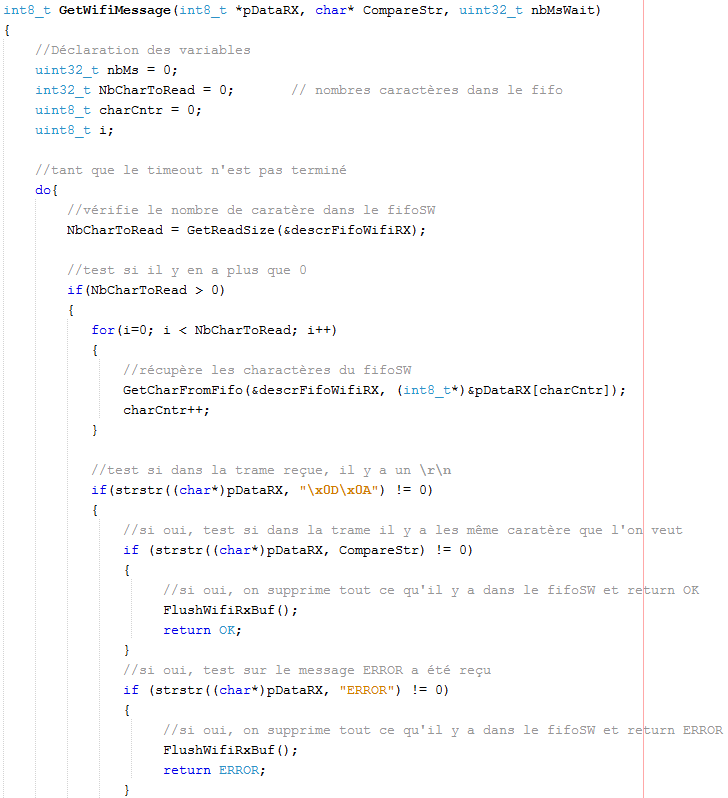 int8_t GetWifiMessage(int8_t *pDataRX, char* CompareStr, uint32_t nbMsWait)
{
//Déclaration des variables
uint32_t nbMs = 0;
int32_t NbCharToRead = 0; // nombres caractères dans le fifo
uint8_t charCntr = 0;
uint8_t i;
//tant que le timeout n'est pas terminé
do{
//vérifie le nombre de caratère dans le fifoSW
NbCharToRead = GetReadSize(&descrFifoWifiRX);
//test si il y en a plus que 0
if(NbCharToRead > 0)
{
for(i=0; i < NbCharToRead; i++)
{
//récupère les charactères du fifoSW
GetCharFromFifo(&descrFifoWifiRX, (int8_t*)&pDataRX[charCntr]);
charCntr++;
}
//test si dans la trame reçue, il y a un \r\n
if(strstr((char*)pDataRX, "\x0D\x0A") != 0)
{
//si oui, test si dans la trame il y a les même caratère que l'on veut
if (strstr((char*)pDataRX, CompareStr) != 0)
{
//si oui, on supprime tout ce qu'il y a dans le fifoSW et return OK
FlushWifiRxBuf();
return OK;
}
//si oui, test sur le message ERROR a été reçu
if (strstr((char*)pDataRX, "ERROR") != 0)
{
//si oui, on supprime tout ce qu'il y a dans le fifoSW et return ERROR
FlushWifiRxBuf();
return ERROR;
}